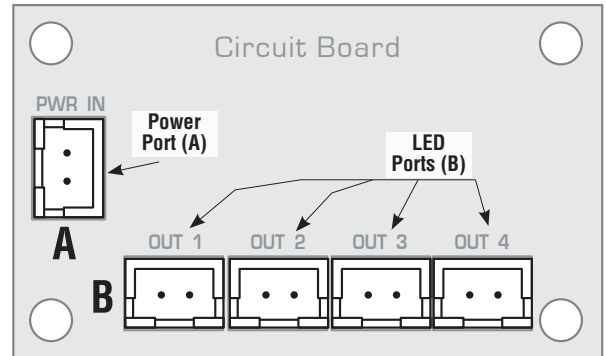 Circuit Board
PWR IN
Power
Port (A)
LED
Ports (B)
A
OUT 1 OUT 2 OUT 3 OUT 4
B